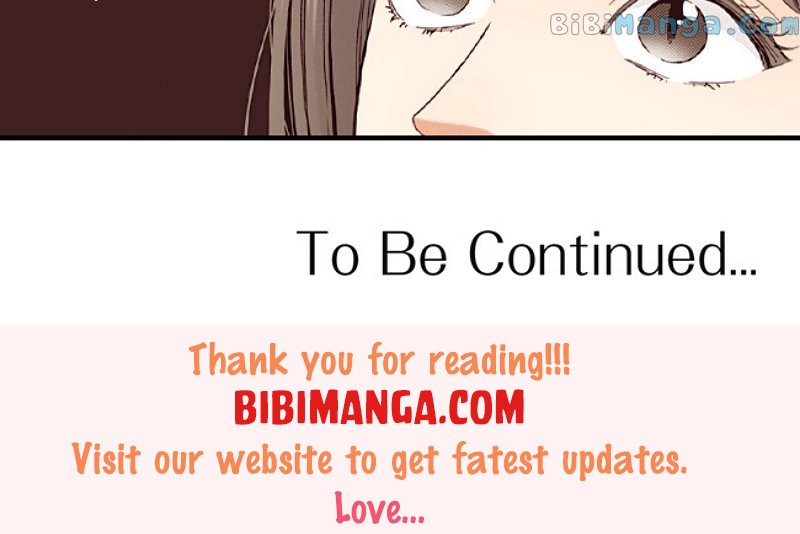 BiBiManga.com
To Be Continued...
Thank you for reading!!!
BIBIMANGA.COM
Visit our website to get fatest updates.
Love...